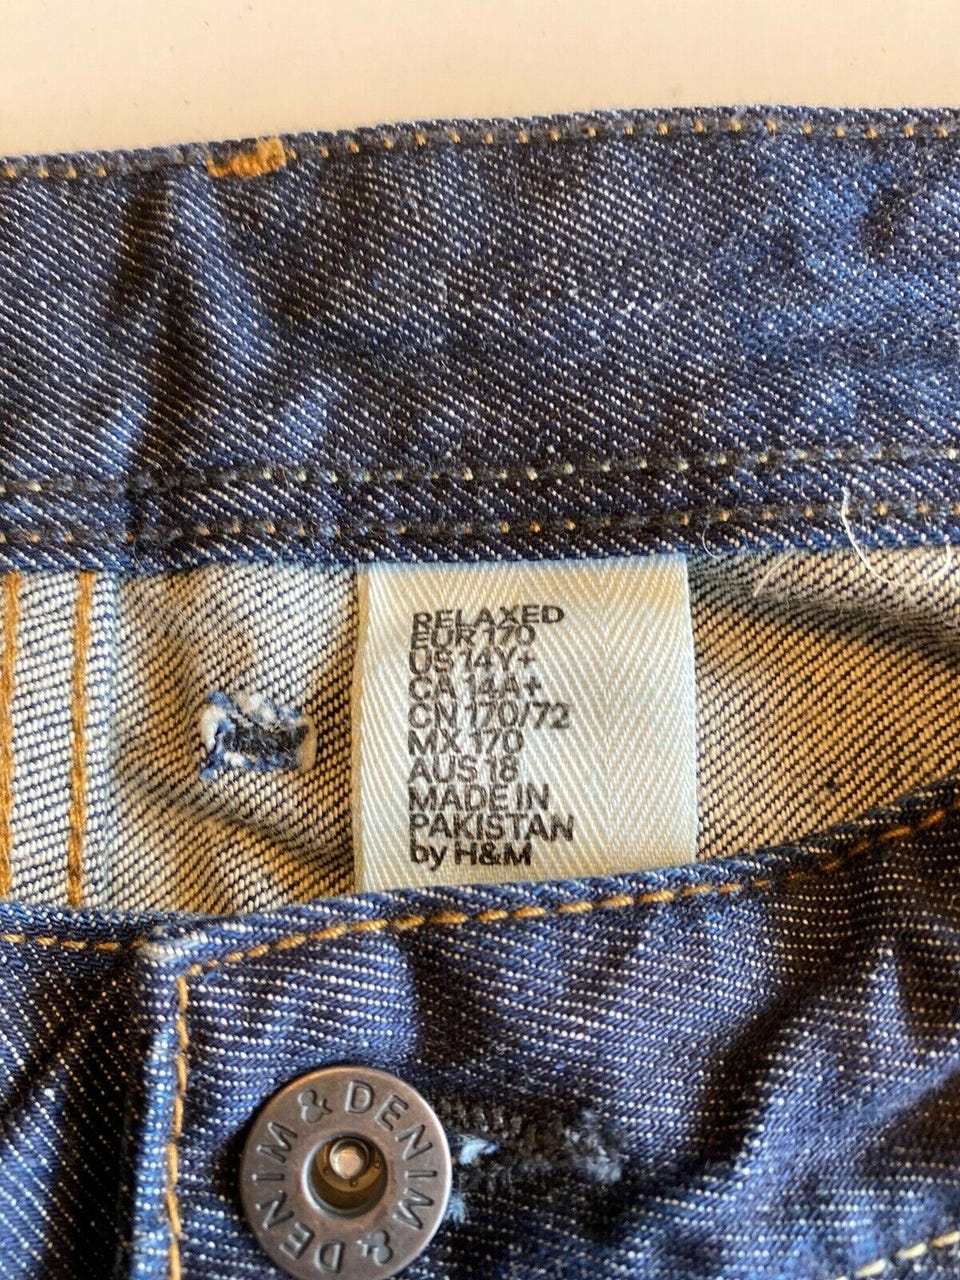 RELAXED
EUR 170
US 14Y+
CA 14A+
CN 170/72
MX 170
AUS 18
MADE IN
PAKISTAN
by H&M
& DENIM & DENIM